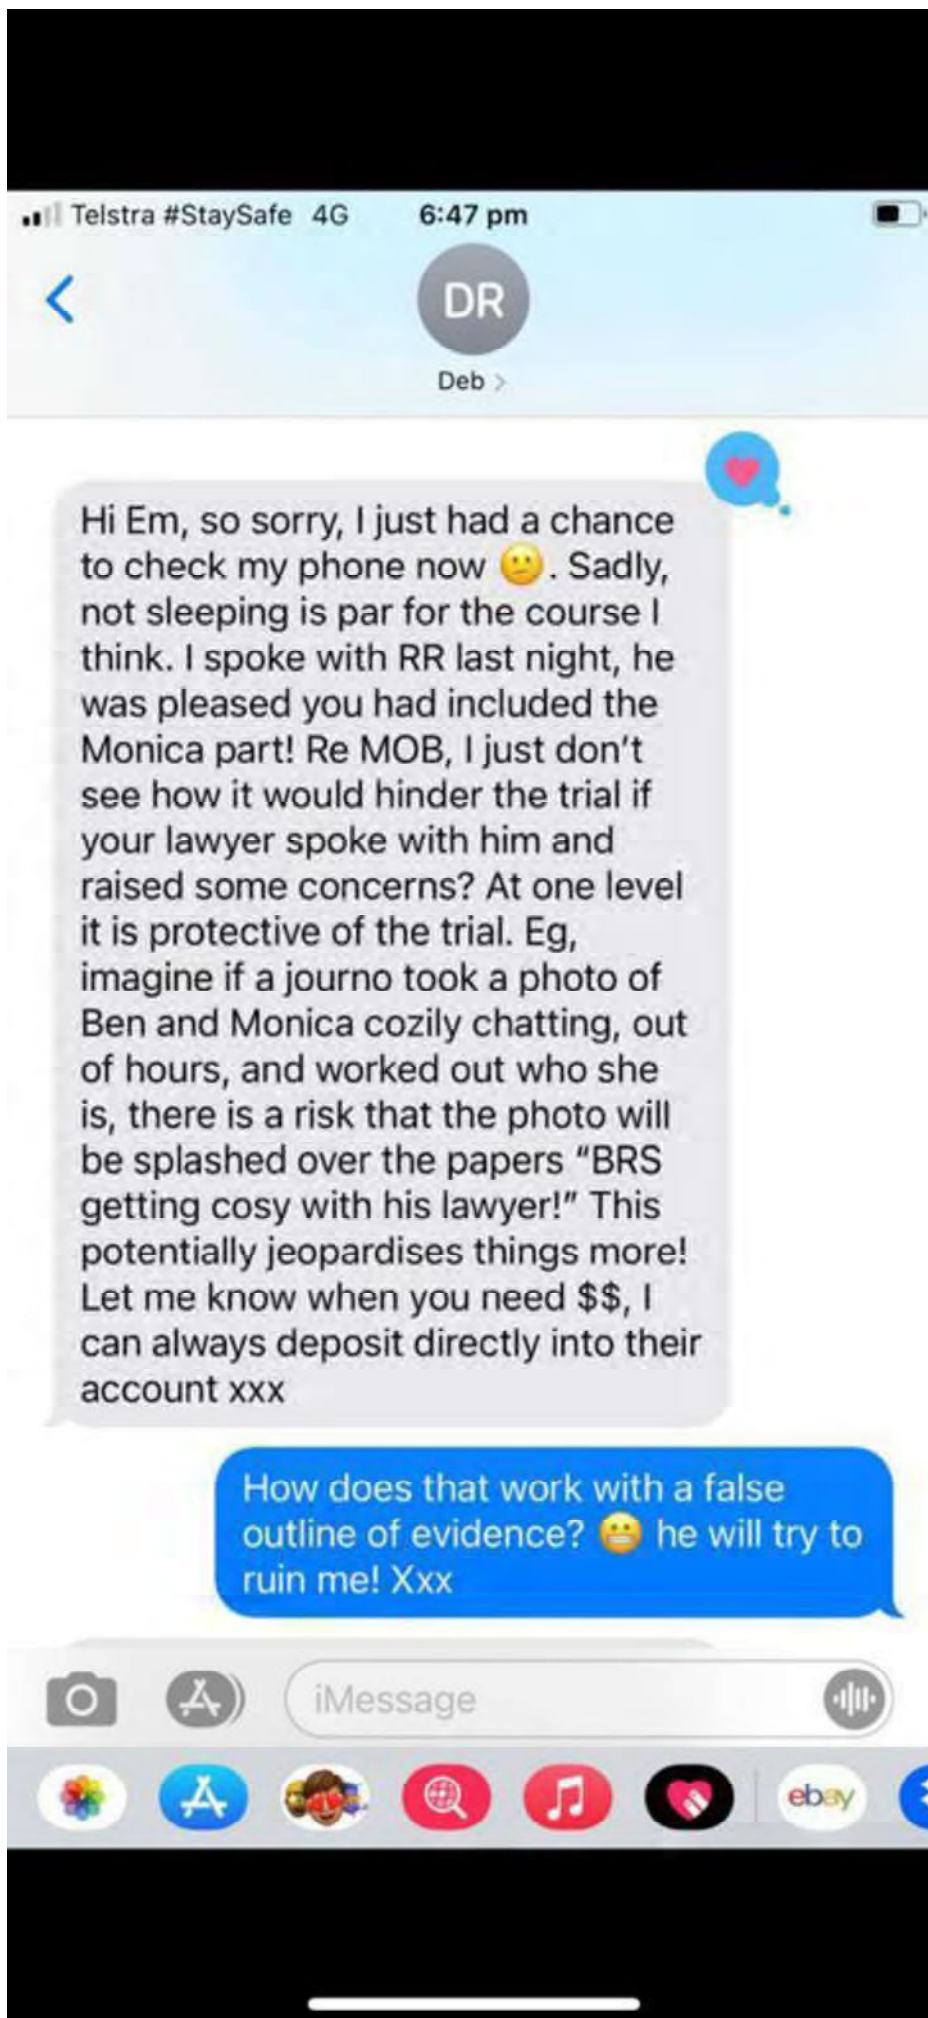 Telstra #StaySafe 4G 6:47 pm
DR
Deb >
Hi Em, so sorry, I just had a chance
to check my phone now 😕. Sadly,
not sleeping is par for the course I
think. I spoke with RR last night, he
was pleased you had included the
Monica part! Re MOB, I just don't
see how it would hinder the trial if
your lawyer spoke with him and
raised some concerns? At one level
it is protective of the trial. Eg,
imagine if a journo took a photo of
Ben and Monica cozily chatting, out
of hours, and worked out who she
is, there is a risk that the photo will
be splashed over the papers “BRS
getting cosy with his lawyer!” This
potentially jeopardises things more!
Let me know when you need $$, I
can always deposit directly into their
account xxx
How does that work with a false
outline of evidence? 😬 he will try to
ruin me! Xxx
iMessage
ebay